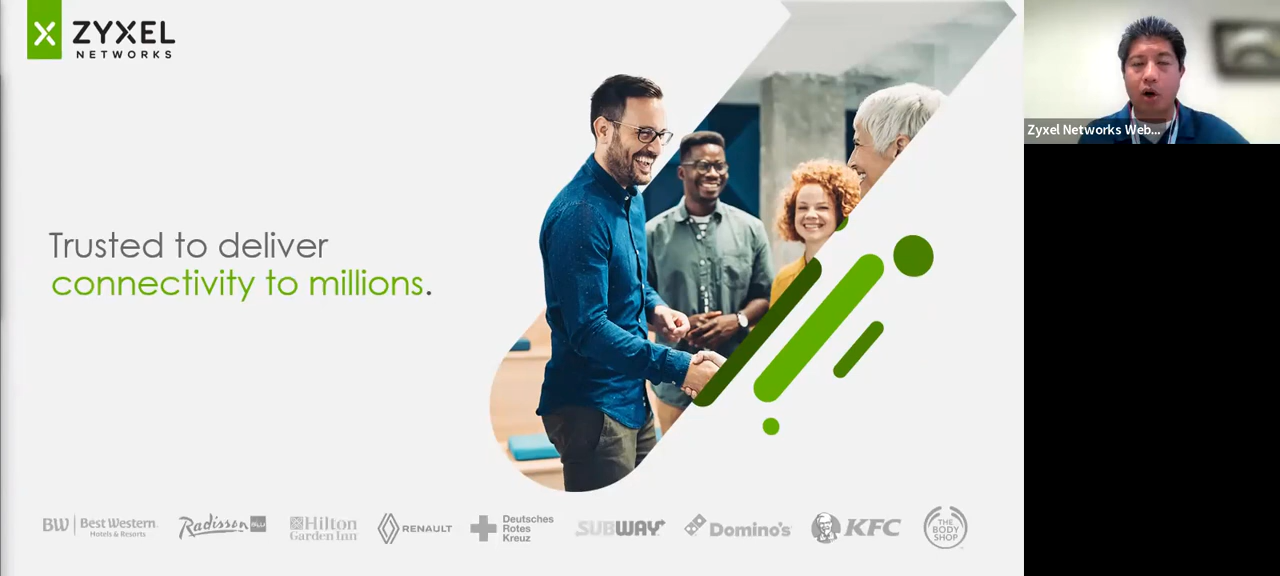 ZYXEL
NETWORKS
Zyxel Networks Web...
Trusted to deliver
connectivity to millions.
BW Best Western
Hotels & Resorts
Radisson BLU
Hilton
Garden Inn
RENAULT
Deutsches
Rotes
Kreuz
SUBWAY
Domino's
KFC
THE
BODY
SHOP